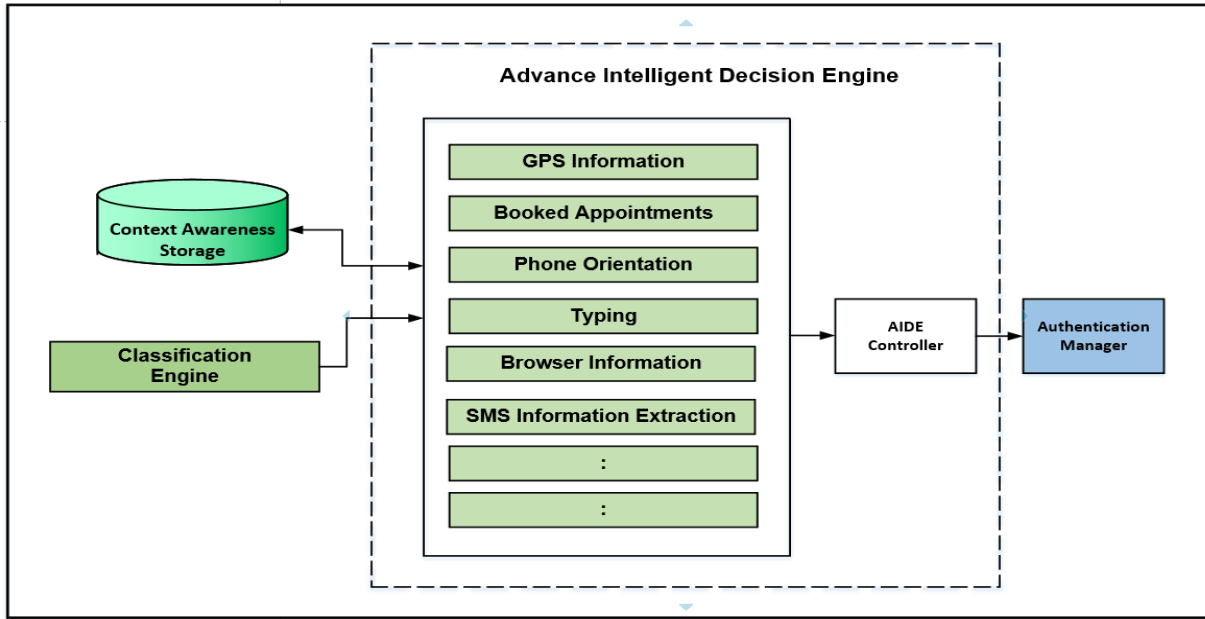 Advance Intelligent Decision Engine
GPS Information
Booked Appointments
Phone Orientation
Typing
Browser Information
SMS Information Extraction
:
:
Context Awareness
Storage
Classification
Engine
AIDE
Controller
Authentication
Manager